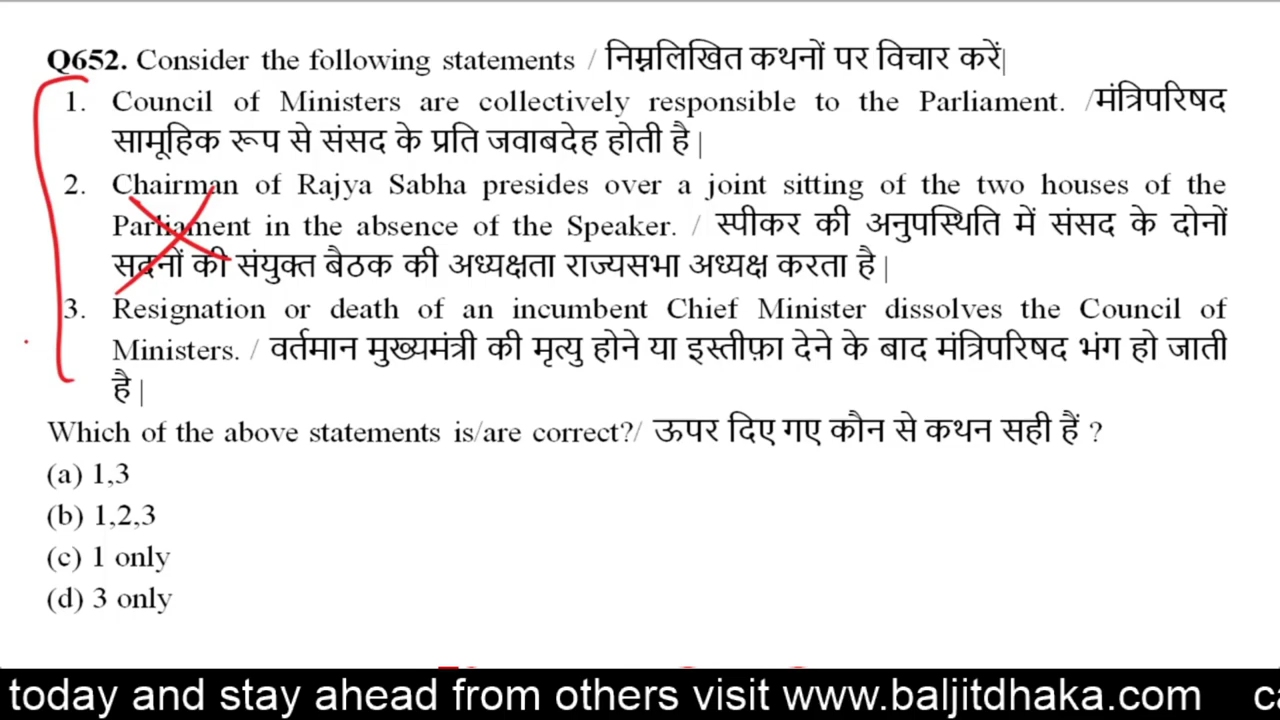 Q652. Consider the following statements / निम्नलिखित कथनों पर विचार करें|
1. Council of Ministers are collectively responsible to the Parliament. /मंत्रिपरिषद
सामूहिक रूप से संसद के प्रति जवाबदेह होती है |
2. Chairman of Rajya Sabha presides over a joint sitting of the two houses of the
Parliament in the absence of the Speaker. / स्पीकर की अनुपस्थिति में संसद के दोनों
सदनों की संयुक्त बैठक की अध्यक्षता राज्यसभा अध्यक्ष करता है |
3. Resignation or death of an incumbent Chief Minister dissolves the Council of
Ministers. / वर्तमान मुख्यमंत्री की मृत्यु होने या इस्तीफ़ा देने के बाद मंत्रिपरिषद भंग हो जाती
है |
Which of the above statements is/are correct?/ ऊपर दिए गए कौन से कथन सही हैं ?
(a) 1,3
(b) 1,2,3
(c) 1 only
(d) 3 only
today and stay ahead from others visit www.baljitdhaka.com